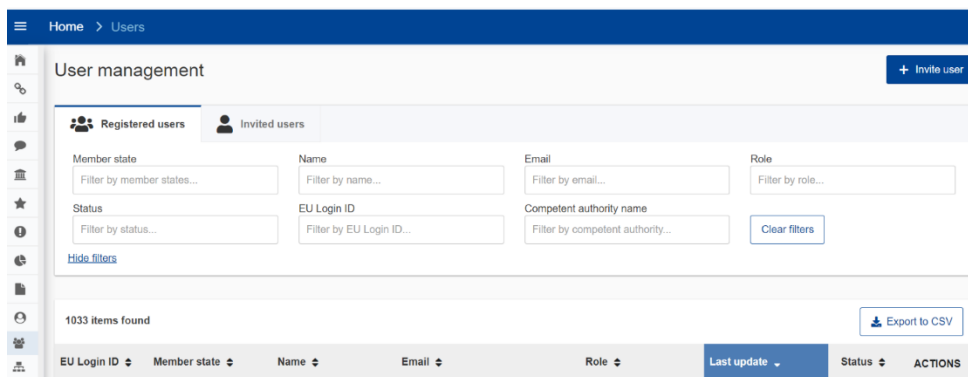 Home > Users
User management
+ Invite user
Registered users Invited users
Member state Name Email Role
Filter by member states... Filter by name... Filter by email... Filter by role...
Status EU Login ID Competent authority name
Filter by status... Filter by EU Login ID... Filter by competent authority... Clear filters
Hide filters
1033 items found Export to CSV
EU Login ID Member state Name Email Role Last update Status ACTIONS